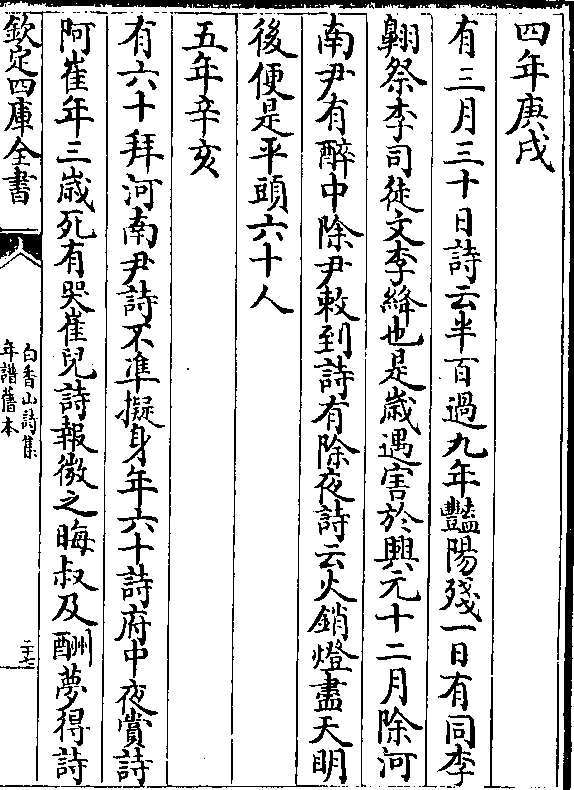 四年庚戌
有三月三十日詩云半百過九年豔陽殘一日有同李
翺祭李司徒文李絳也是歳遇害於興元十二月除河
南尹有醉中除尹敕到詩有除夜詩云火銷燈盡天明
後便是平頭六十人
五年辛亥
有六十拜河南尹詩不準擬身年六十詩府中夜賞詩
阿崔年三歳死有哭崔兒詩報微之晦叔及酬夢得詩
欽定四庫全書
白香山詩集
年譜舊本
二十七